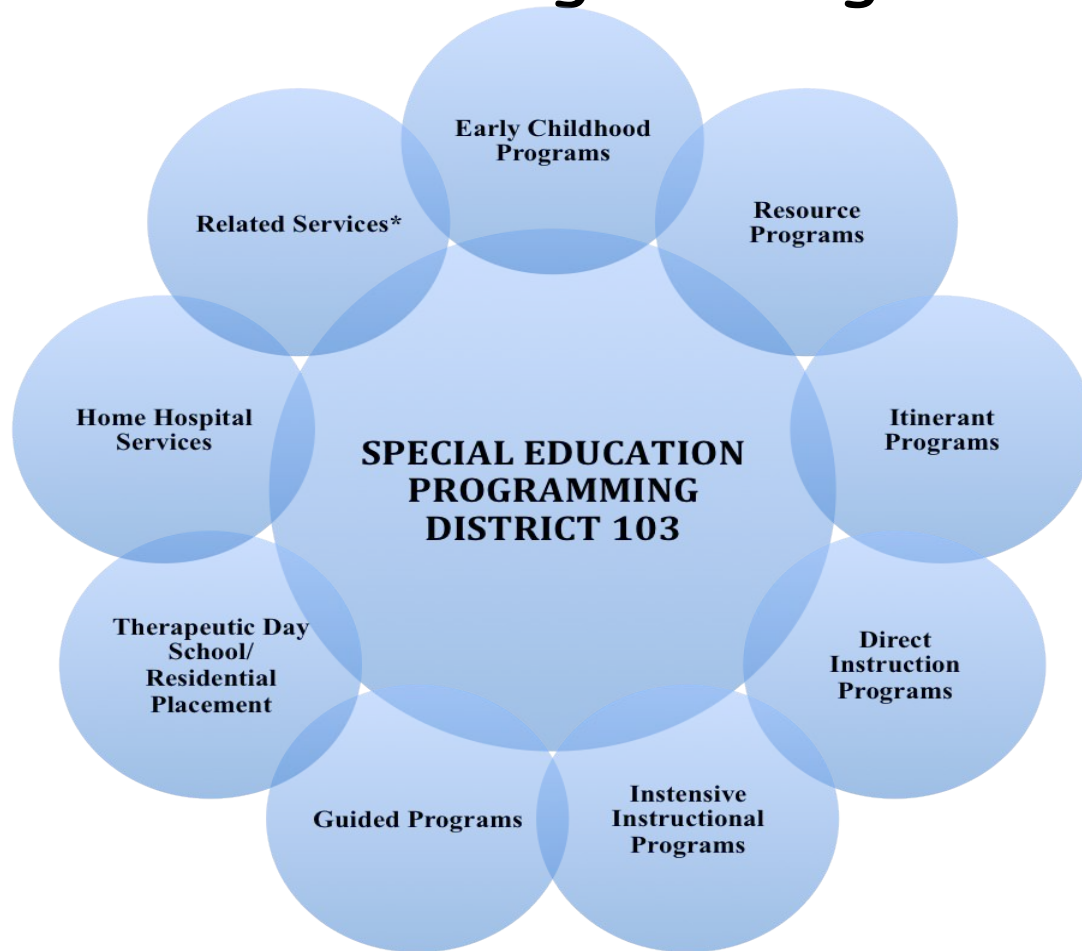 Early Childhood
Programs
Resource
Programs
Related Services*
Itinerant
Programs
Home Hospital
Services
SPECIAL EDUCATION
PROGRAMMING
DISTRICT 103
Direct
Instruction
Programs
Therapeutic Day
School/
Residential
Placement
Instensive
Instructional
Programs
Guided Programs